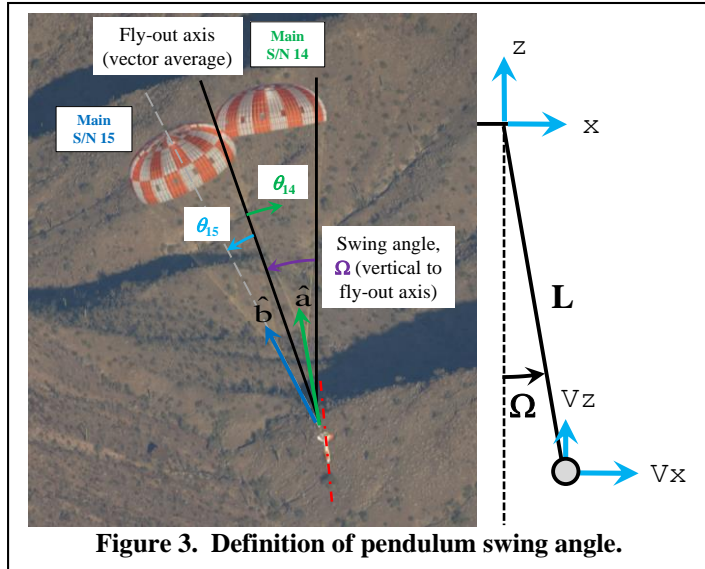 Fly-out axis
(vector average)
Main
S/N 14
Main
S/N 15
θ14
θ15
Swing angle,
Ω (vertical to
fly-out axis)
b̂
â
z
x
L
Ω
Vz
Vx
Figure 3. Definition of pendulum swing angle.